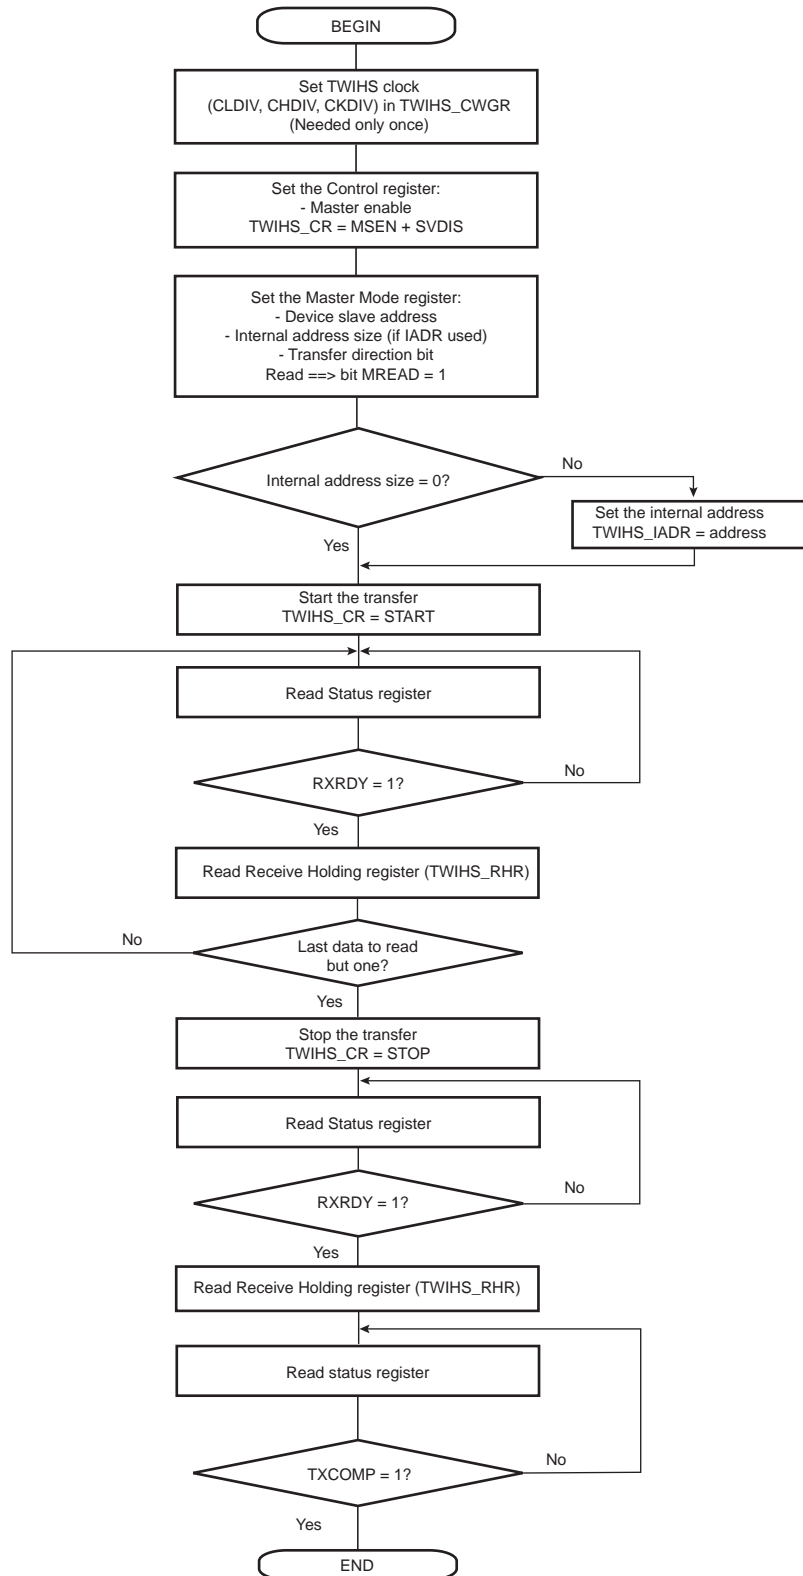 BEGIN
Set TWIHS clock
(CLDIV, CHDIV, CKDIV) in TWIHS_CWGR
(Needed only once)
Set the Control register:
- Master enable
TWIHS_CR = MSEN + SVDIS
Set the Master Mode register:
- Device slave address
- Internal address size (if IADR used)
- Transfer direction bit
Read ==> bit MREAD = 1
Internal address size = 0?
No
Set the internal address
TWIHS_IADR = address
Yes
Start the transfer
TWIHS_CR = START
Read Status register
RXRDY = 1?
No
Yes
Read Receive Holding register (TWIHS_RHR)
Last data to read
but one?
No
Yes
Stop the transfer
TWIHS_CR = STOP
Read Status register
RXRDY = 1?
No
Yes
Read Receive Holding register (TWIHS_RHR)
Read status register
TXCOMP = 1?
No
Yes
END